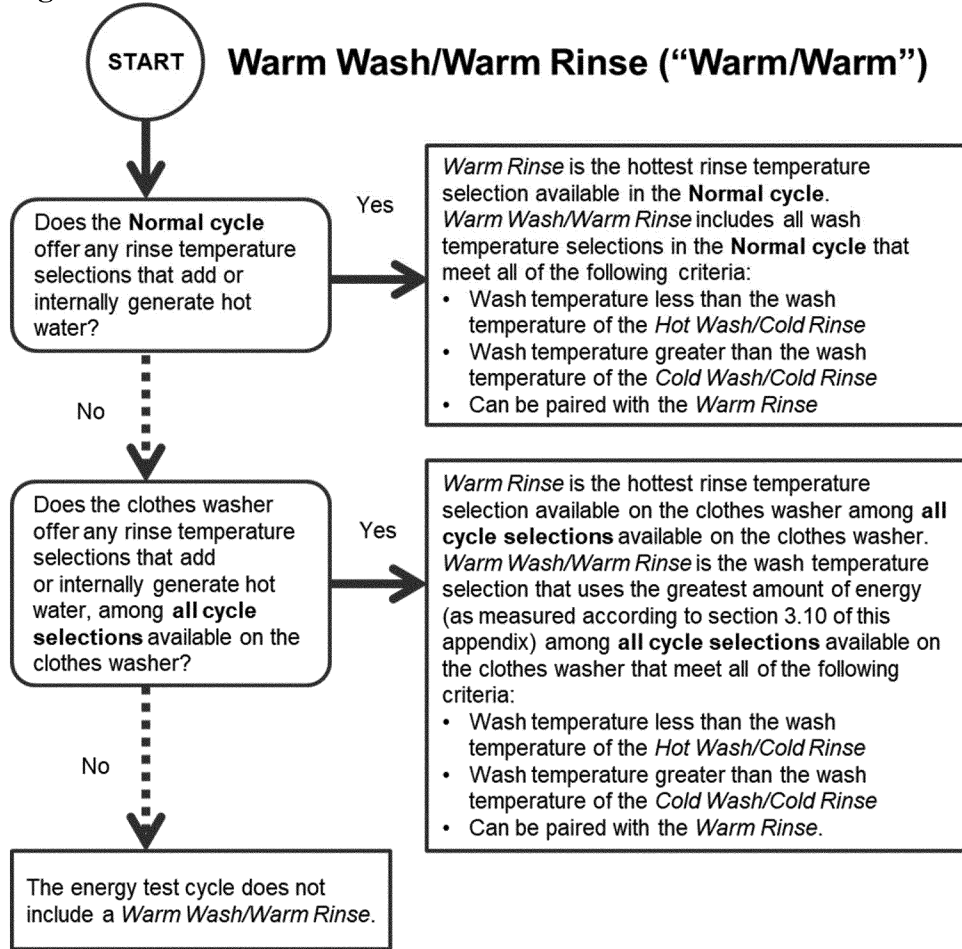 START
Warm Wash/Warm Rinse (“Warm/Warm”)
Does the Normal cycle
offer any rinse temperature
selections that add or
internally generate hot
water?
Yes
Warm Rinse is the hottest rinse temperature
selection available in the Normal cycle.
Warm Wash/Warm Rinse includes all wash
temperature selections in the Normal cycle that
meet all of the following criteria:
• Wash temperature less than the wash
temperature of the Hot Wash/Cold Rinse
• Wash temperature greater than the wash
temperature of the Cold Wash/Cold Rinse
• Can be paired with the Warm Rinse
No
Does the clothes washer
offer any rinse temperature
selections that add
or internally generate hot
water, among all cycle
selections available on the
clothes washer?
Yes
Warm Rinse is the hottest rinse temperature
selection available on the clothes washer among all
cycle selections available on the clothes washer.
Warm Wash/Warm Rinse is the wash temperature
selection that uses the greatest amount of energy
(as measured according to section 3.10 of this
appendix) among all cycle selections available on
the clothes washer that meet all of the following
criteria:
• Wash temperature less than the wash
temperature of the Hot Wash/Cold Rinse
• Wash temperature greater than the wash
temperature of the Cold Wash/Cold Rinse
• Can be paired with the Warm Rinse.
No
The energy test cycle does not
include a Warm Wash/Warm Rinse.